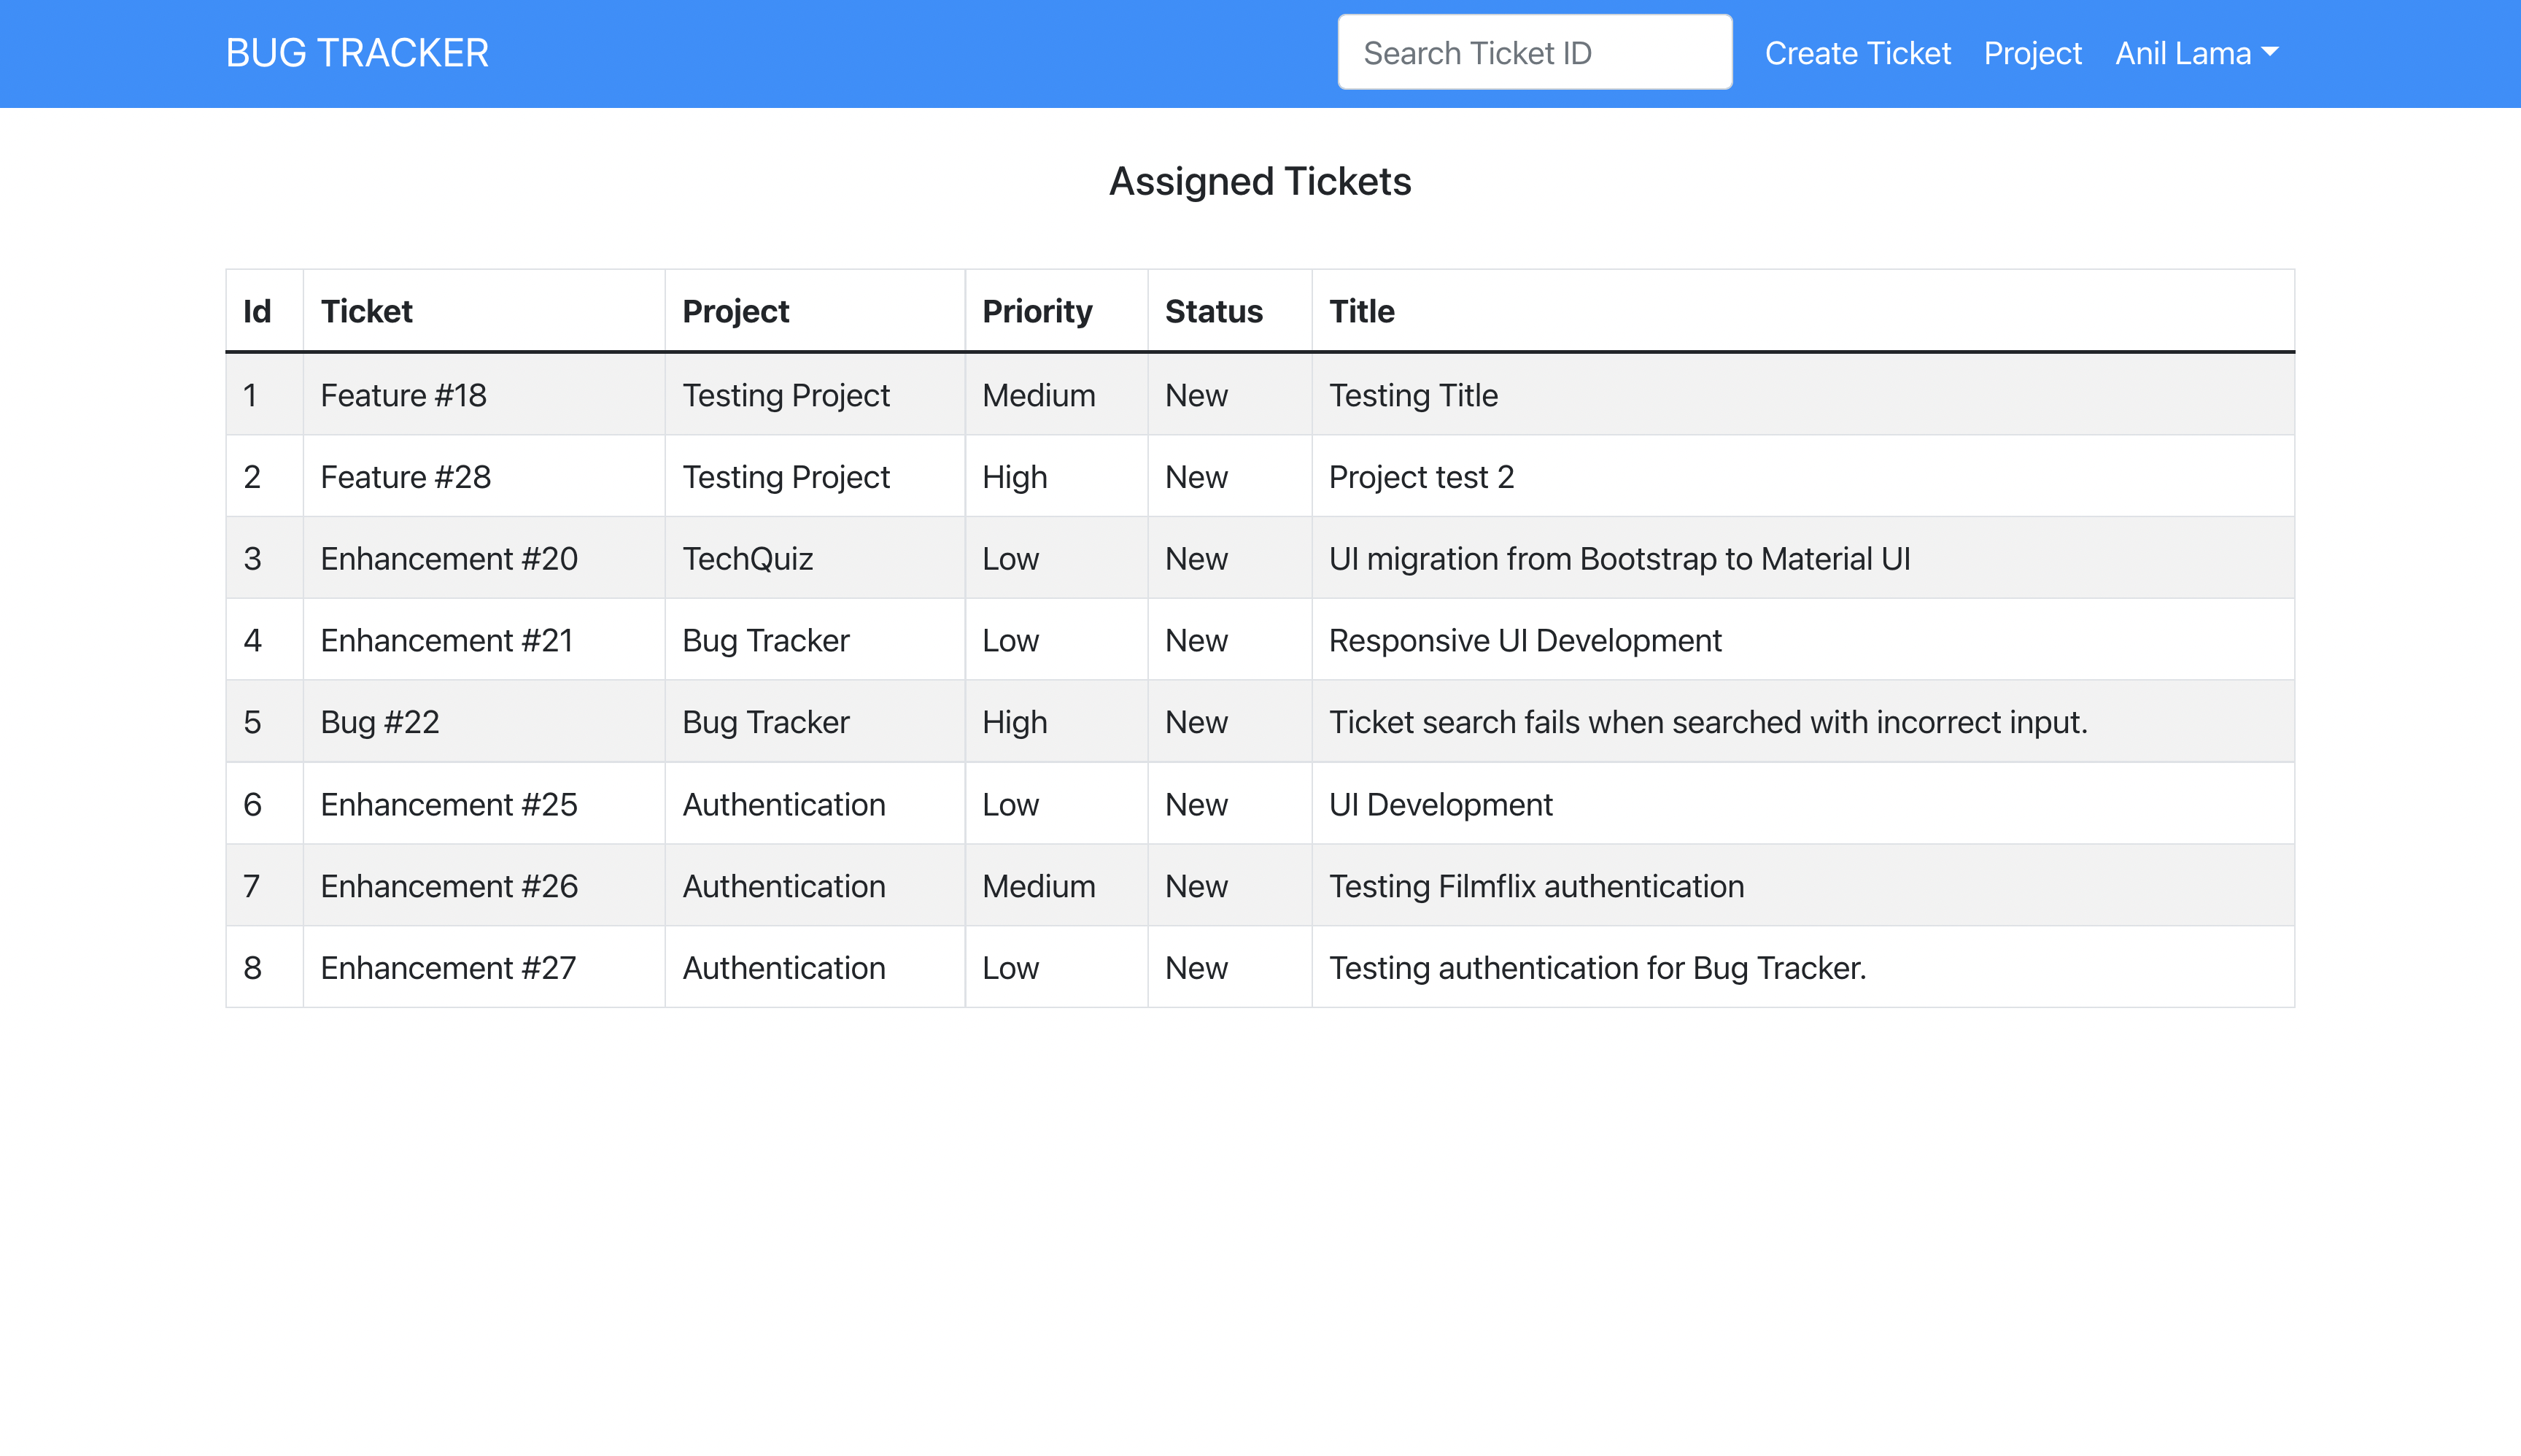 BUG TRACKER Search Ticket ID Create Ticket Project Anil Lama
Assigned Tickets
Id Ticket Project Priority Status Title
1 Feature #18 Testing Project Medium New Testing Title
2 Feature #28 Testing Project High New Project test 2
3 Enhancement #20 TechQuiz Low New UI migration from Bootstrap to Material UI
4 Enhancement #21 Bug Tracker Low New Responsive UI Development
5 Bug #22 Bug Tracker High New Ticket search fails when searched with incorrect input.
6 Enhancement #25 Authentication Low New UI Development
7 Enhancement #26 Authentication Medium New Testing Filmflix authentication
8 Enhancement #27 Authentication Low New Testing authentication for Bug Tracker.